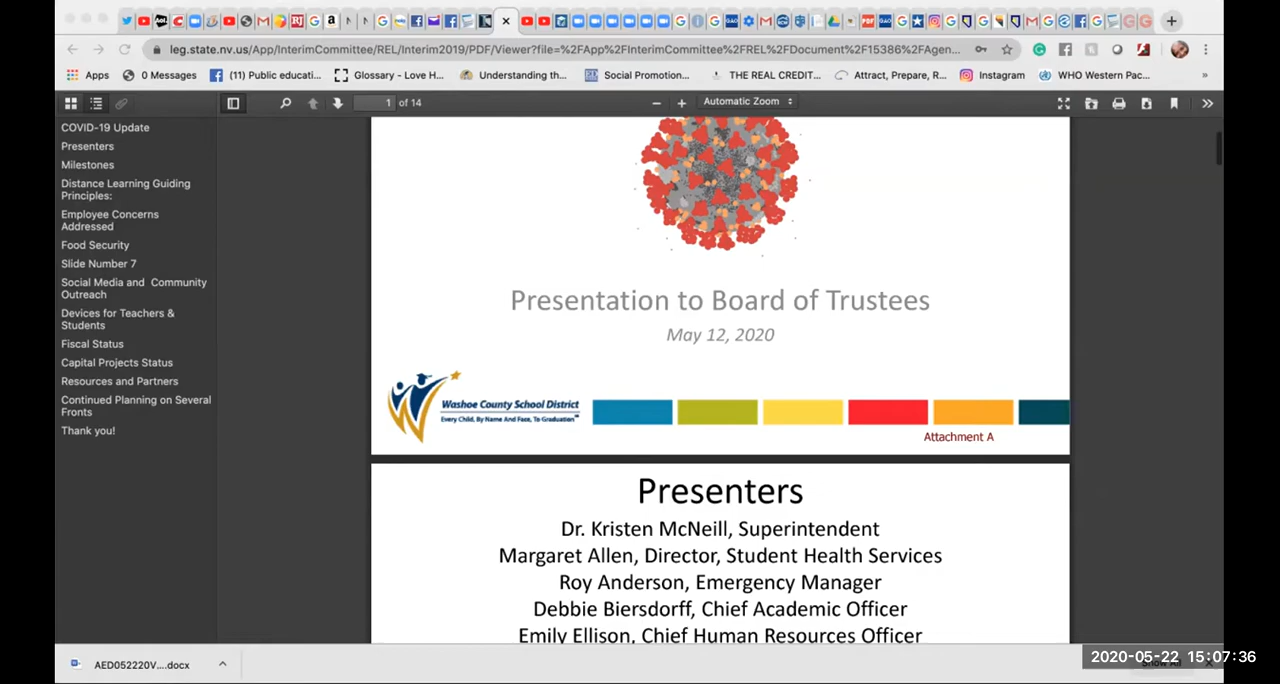 leg.state.nv.us/App/InterimCommittee/REL/Interim2019/PDF/Viewer?file=%2FApp%2FInterimCommittee%2FREL%2FDocument%2F15386%2FAgen...
Apps
0 Messages
(11) Public educati...
Glossary - Love H...
Understanding th...
Social Promotion...
THE REAL CREDIT...
Attract, Prepare, R...
Instagram
WHO Western Pac...
»
1 of 14
Automatic Zoom
COVID-19 Update
Presenters
Milestones
Distance Learning Guiding
Principles:
Employee Concerns
Addressed
Food Security
Slide Number 7
Social Media and Community
Outreach
Devices for Teachers &
Students
Fiscal Status
Capital Projects Status
Resources and Partners
Continued Planning on Several
Fronts
Thank you!
Presentation to Board of Trustees
May 12, 2020
Washoe County School District
Every Child, By Name And Face, To Graduation™
Attachment A
Presenters
Dr. Kristen McNeill, Superintendent
Margaret Allen, Director, Student Health Services
Roy Anderson, Emergency Manager
Debbie Biersdorff, Chief Academic Officer
Emily Ellison, Chief Human Resources Officer
AED052220V....docx
2020-05-22 15:07:36